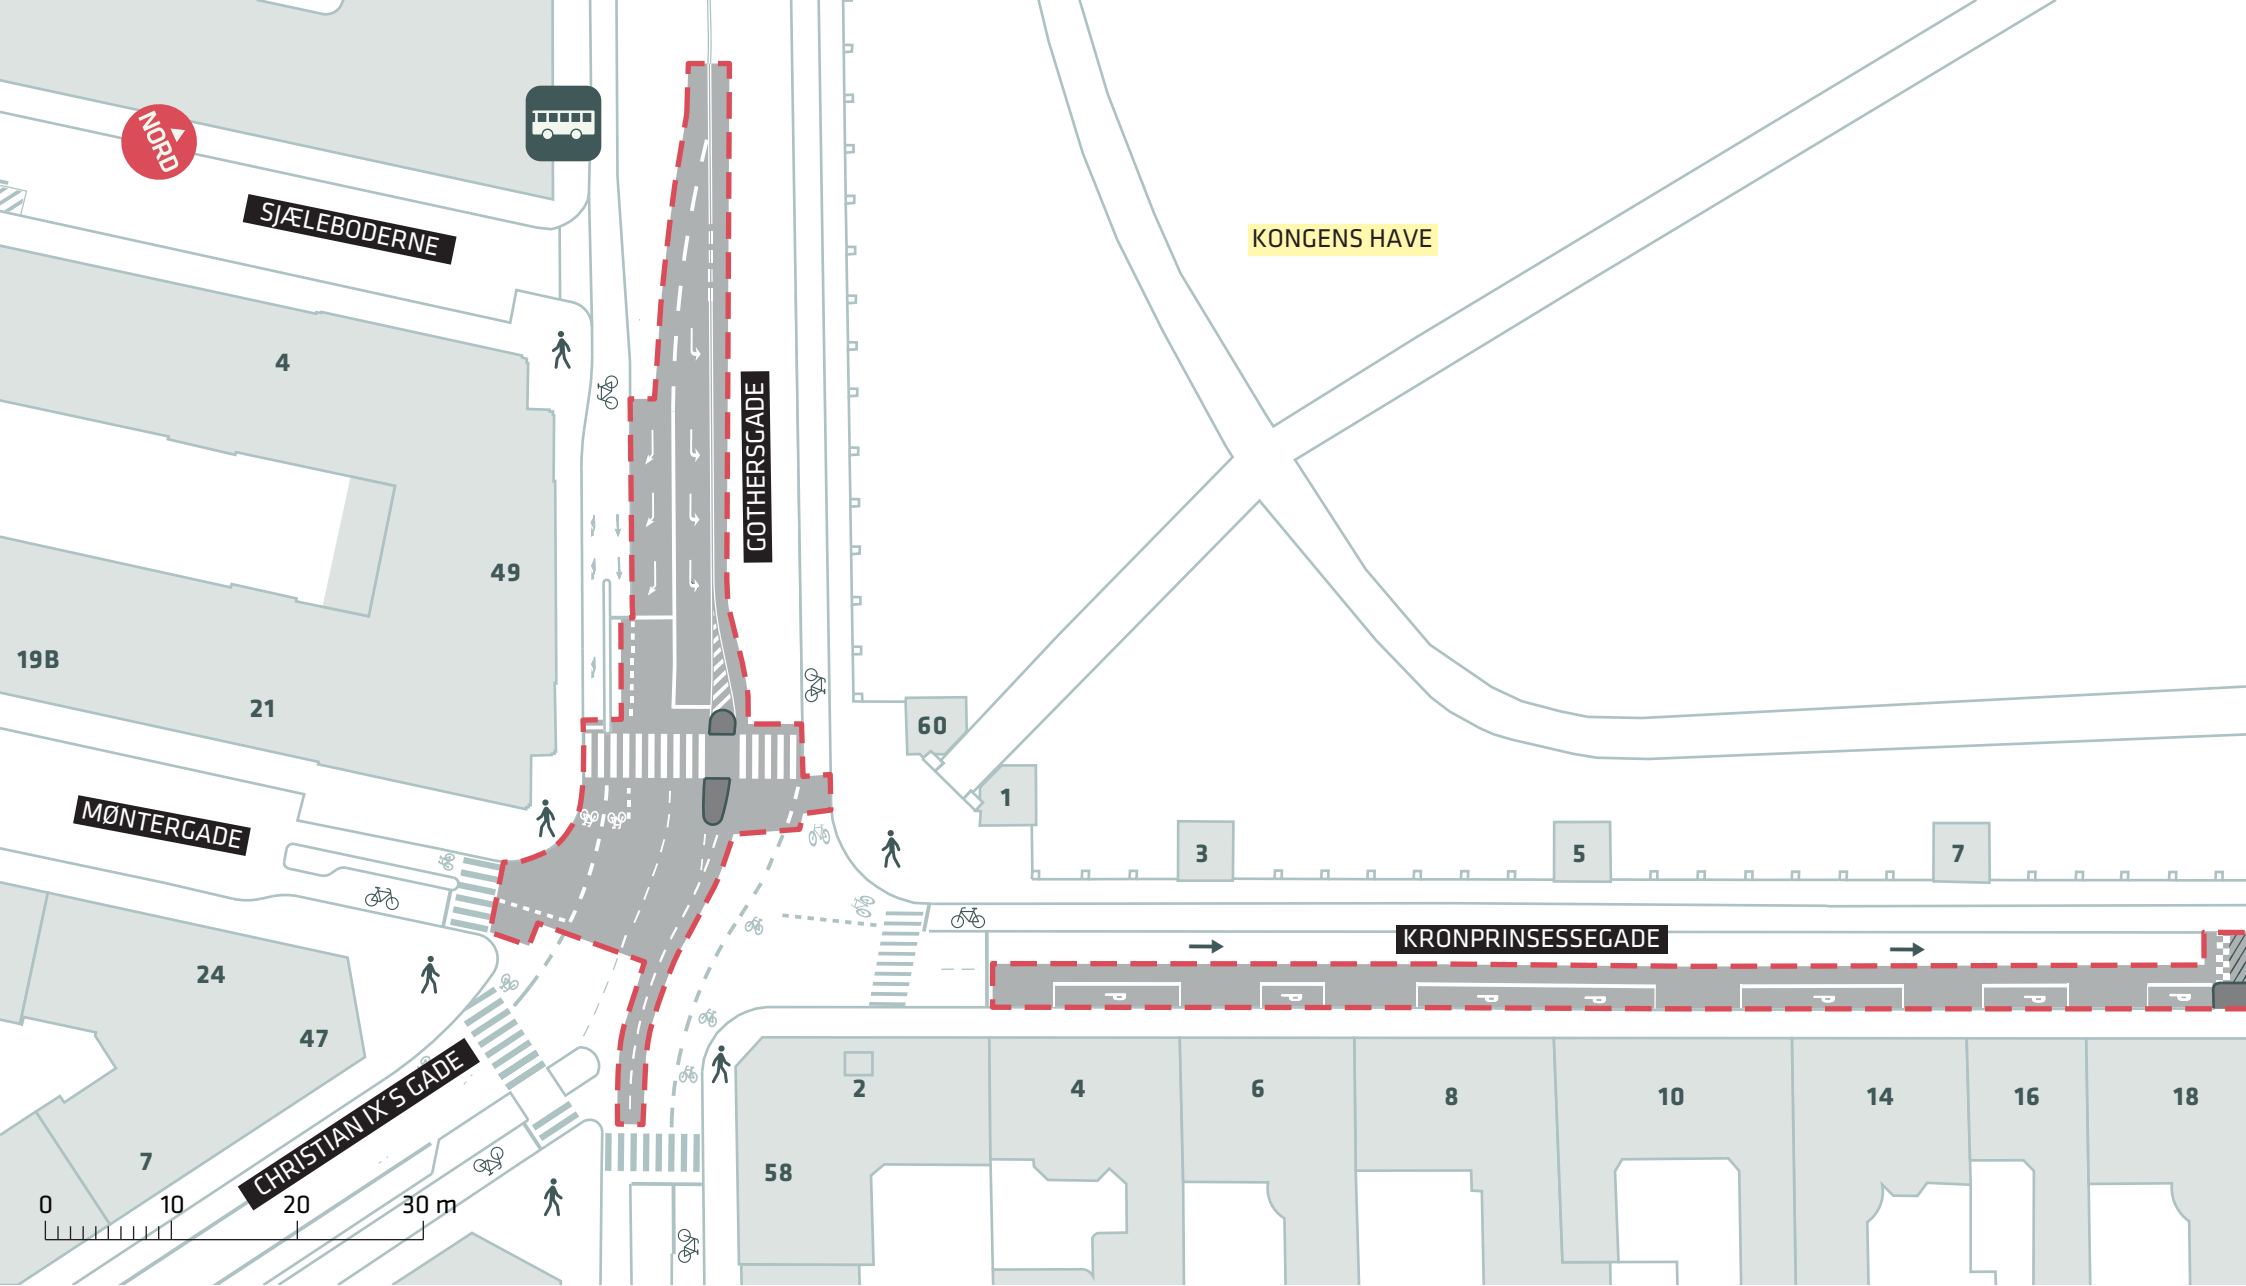 NORD
SJÆLEBODERNE
KONGENS HAVE
4
GOTHERSGADE
49
19B
21
60
1
MØNTERGADE
3
5
7
KRONPRINSESSEGADE
24
47
2
4
6
8
10
14
16
18
CHRISTIAN IX´S GADE
7
58
0 10 20 30 m
P
P
P
P
P
P
P